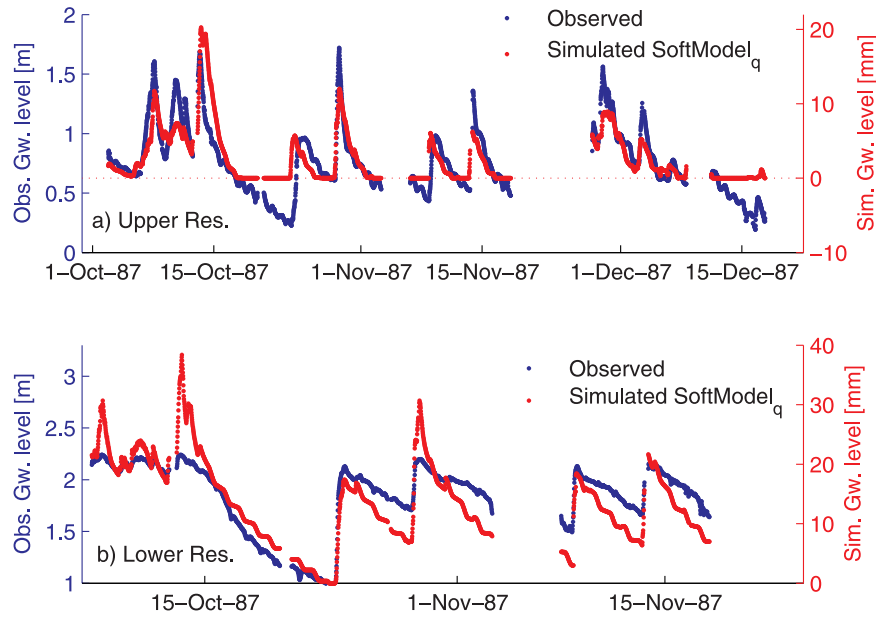 2
1.5
1
0.5
0
Obs. Gw. level [m]
Observed
Simulated SoftModel_q
20
10
0
−10
Sim. Gw. level [mm]
a) Upper Res.
1−Oct−87 15−Oct−87 1−Nov−87 15−Nov−87 1−Dec−87 15−Dec−87
3
2.5
2
1.5
1
Obs. Gw. level [m]
Observed
Simulated SoftModel_q
40
30
20
10
0
Sim. Gw. level [mm]
b) Lower Res.
15−Oct−87 1−Nov−87 15−Nov−87